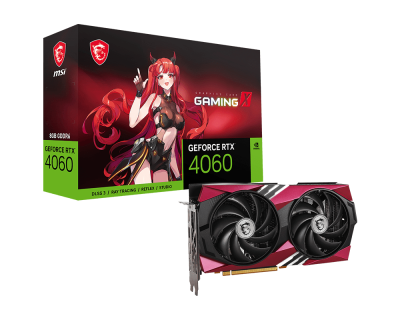 msi
GAMING X
8GB GDDR6
GEFORCE RTX
4060
DLSS 3 / RAY TRACING / REFLEX / STUDIO
GEFORCE RTX
4060